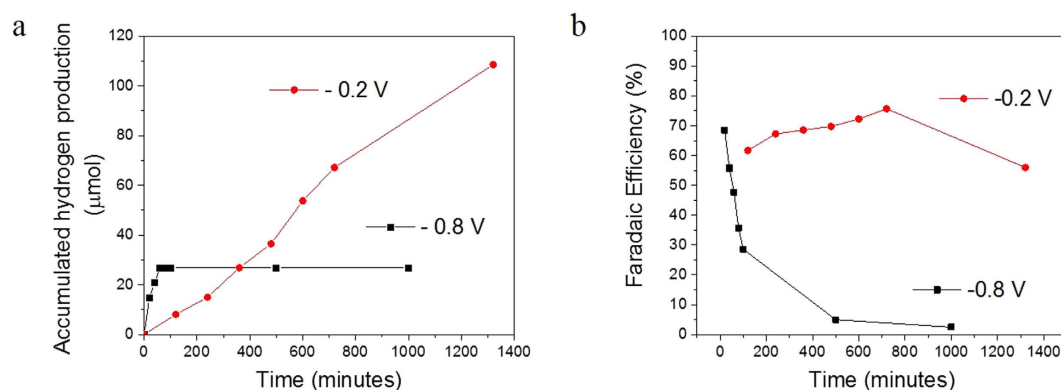 a
Accumulated hydrogen production
(μmol)
120
100
80
60
40
20
0
- 0.2 V
- 0.8 V
0 200 400 600 800 1000 1200 1400
Time (minutes)
b
Faradaic Efficiency (%)
100
90
80
70
60
50
40
30
20
10
0
-0.2 V
-0.8 V
0 200 400 600 800 1000 1200 1400
Time (minutes)